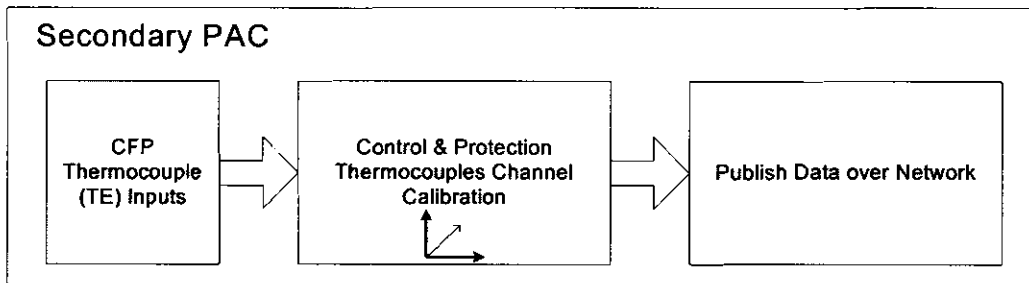 Secondary PAC
CFP
Thermocouple
(TE) Inputs
Control & Protection
Thermocouples Channel
Calibration
Publish Data over Network